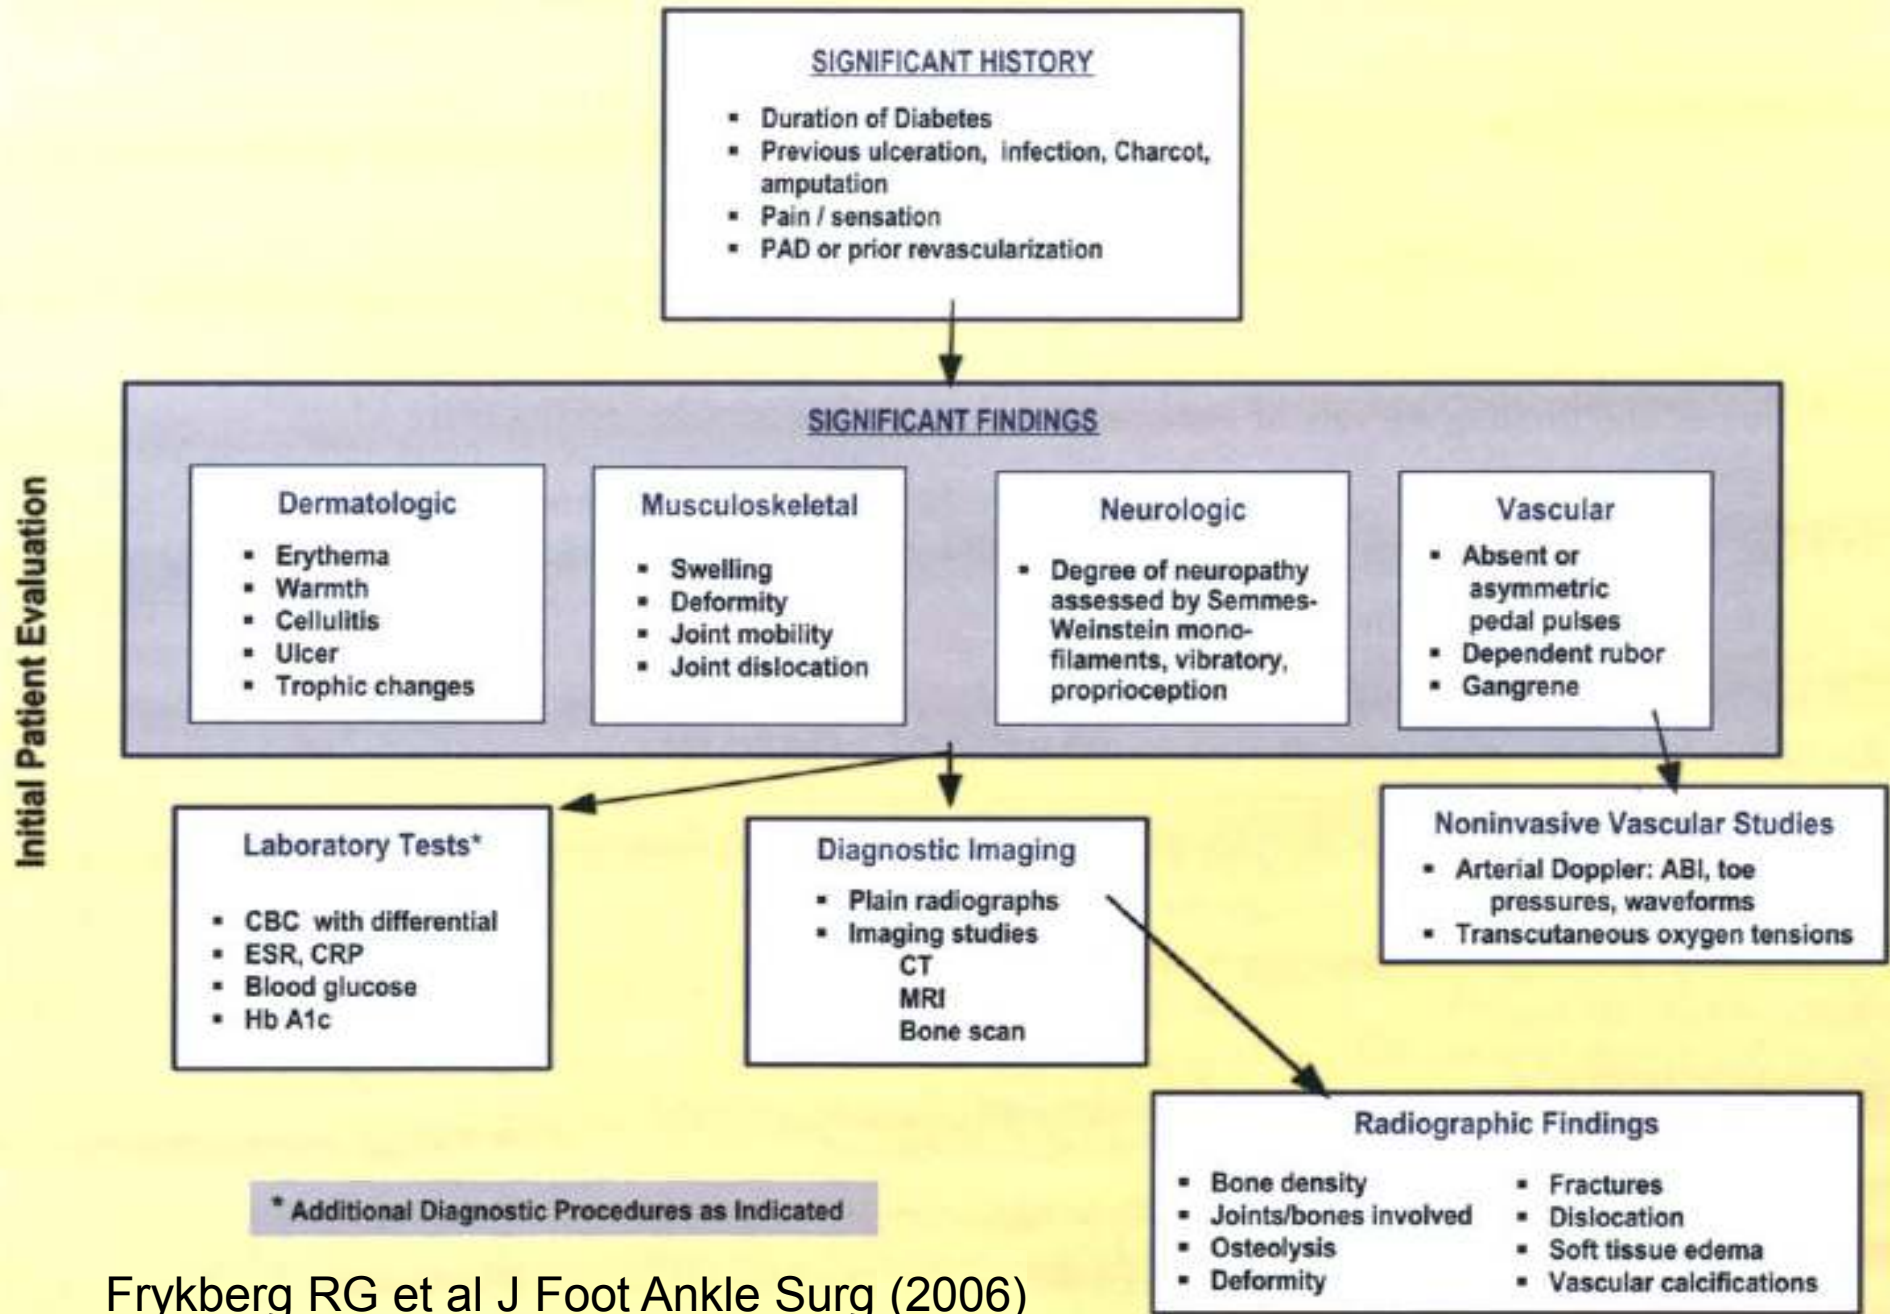 Initial Patient Evaluation
SIGNIFICANT HISTORY
▪ Duration of Diabetes
▪ Previous ulceration, infection, Charcot,
amputation
▪ Pain / sensation
▪ PAD or prior revascularization
SIGNIFICANT FINDINGS
Dermatologic
▪ Erythema
▪ Warmth
▪ Cellulitis
▪ Ulcer
▪ Trophic changes
Musculoskeletal
▪ Swelling
▪ Deformity
▪ Joint mobility
▪ Joint dislocation
Neurologic
▪ Degree of neuropathy
assessed by Semmes-
Weinstein mono-
filaments, vibratory,
proprioception
Vascular
▪ Absent or
asymmetric
pedal pulses
▪ Dependent rubor
▪ Gangrene
Laboratory Tests*
▪ CBC with differential
▪ ESR, CRP
▪ Blood glucose
▪ Hb A1c
Diagnostic Imaging
▪ Plain radiographs
▪ Imaging studies
CT
MRI
Bone scan
Noninvasive Vascular Studies
▪ Arterial Doppler: ABI, toe
pressures, waveforms
▪ Transcutaneous oxygen tensions
Radiographic Findings
▪ Bone density
▪ Joints/bones involved
▪ Osteolysis
▪ Deformity
▪ Fractures
▪ Dislocation
▪ Soft tissue edema
▪ Vascular calcifications
* Additional Diagnostic Procedures as Indicated
Frykberg RG et al J Foot Ankle Surg (2006)